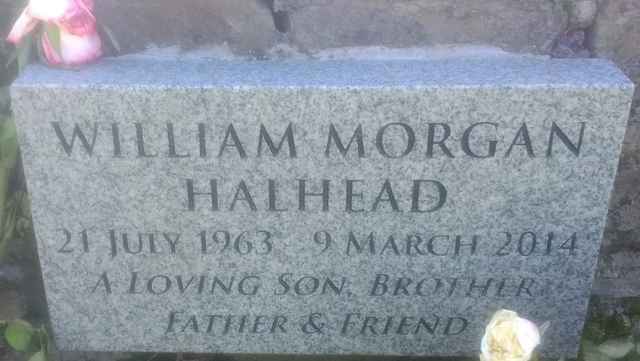 WILLIAM MORGAN
HALHEAD
21 JULY 1963 9 MARCH 2014
A LOVING SON, BROTHER
FATHER & FRIEND